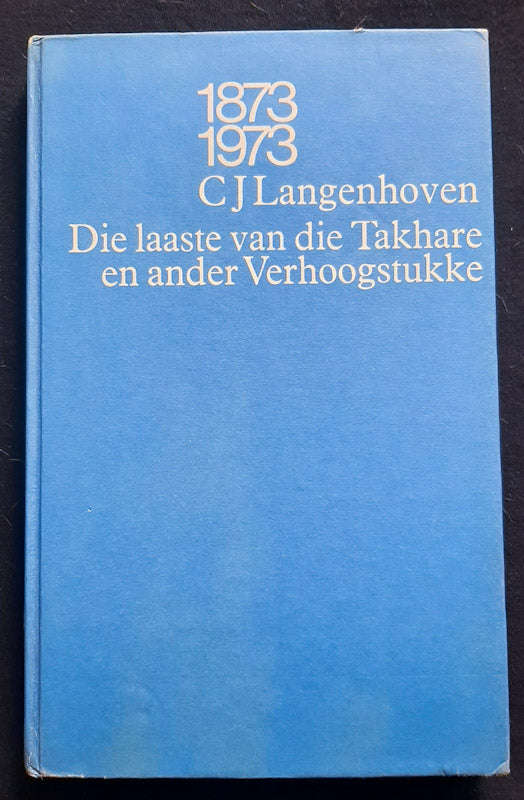 1873
1973
C J Langenhoven
Die laaste van die Takhare
en ander Verhoogstukke